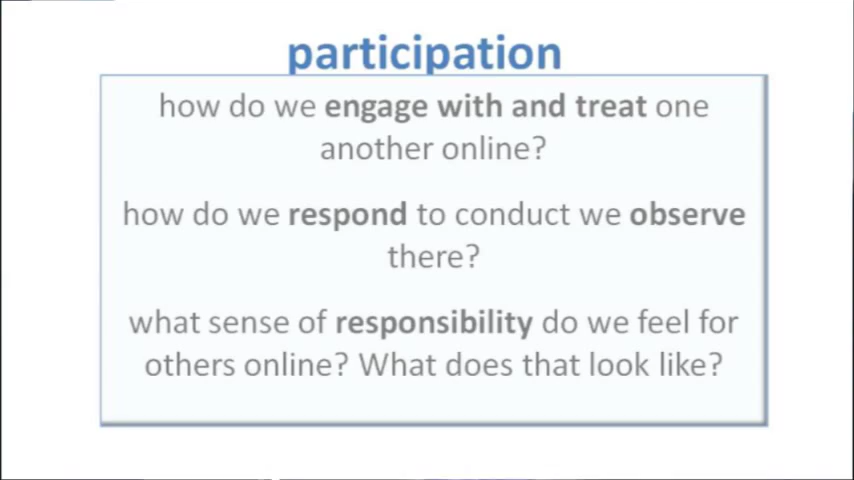 participation
how do we engage with and treat one
another online?
how do we respond to conduct we observe
there?
what sense of responsibility do we feel for
others online? What does that look like?